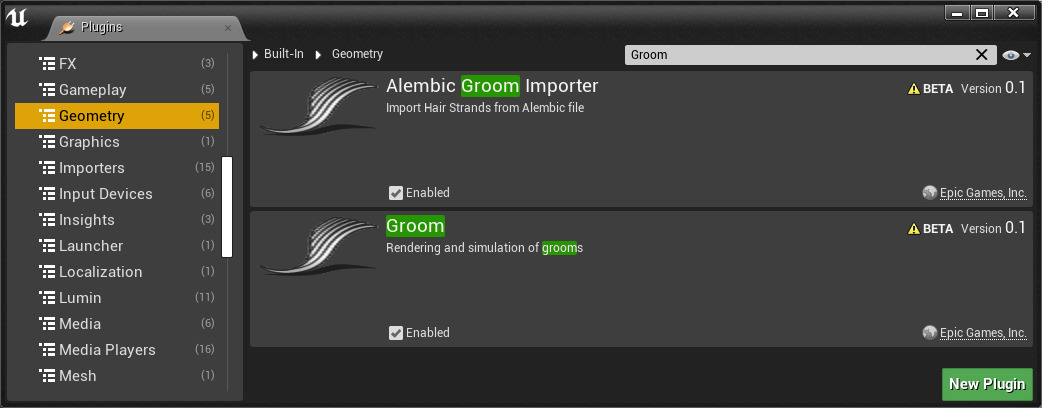 Plugins
Built-In
Geometry
Groom
FX (3)
Gameplay (5)
Geometry (5)
Graphics (1)
Importers (15)
Input Devices (6)
Insights (3)
Launcher (1)
Localization (1)
Lumin (11)
Media (6)
Media Players (16)
Mesh (1)
Alembic Groom Importer
BETA Version 0.1
Import Hair Strands from Alembic file
Enabled
Epic Games, Inc.
Groom
BETA Version 0.1
Rendering and simulation of grooms
Enabled
Epic Games, Inc.
New Plugin